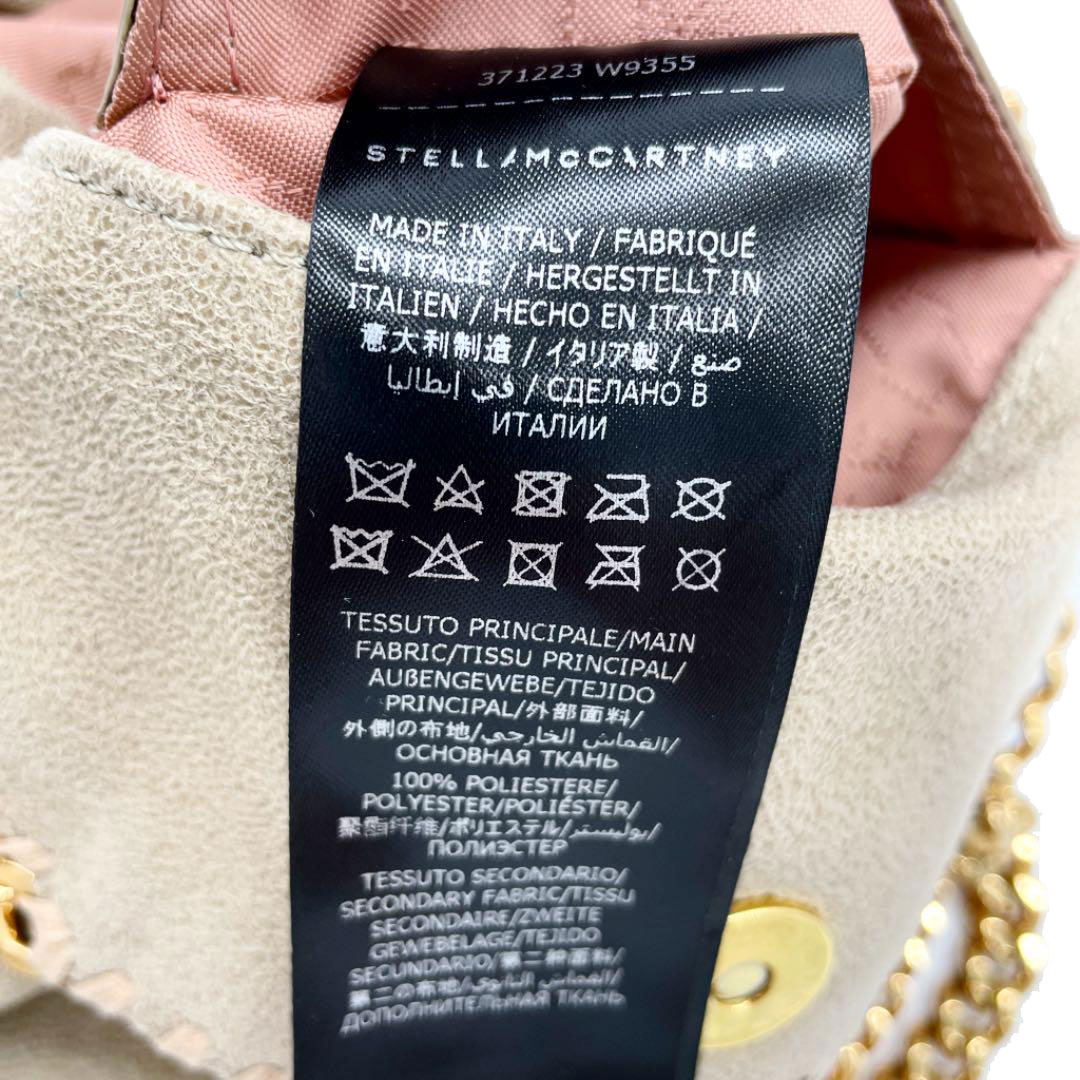 371223 W9355
STELLA McCARTNEY
MADE IN ITALY / FABRIQUÉ
EN ITALIE / HERGESTELLT IN
ITALIEN / HECHO EN ITALIA /
意大利制造 / イタリア製 / صنع
في إيطاليا / СДЕЛАНО В
ИТАЛИИ
TESSUTO PRINCIPALE/MAIN
FABRIC/TISSU PRINCIPAL/
AUßENGEWEBE/TEJIDO
PRINCIPAL/外部面料/
外側の布地/القماش الخارجي/
ОСНОВНАЯ ТКАНЬ
100% POLIESTERE/
POLYESTER/POLIÉSTER/
聚酯纤维/ポリエステル/بوليستر/
ПОЛИЭСТЕР
TESSUTO SECONDARIO/
SECONDARY FABRIC/TISSU
SECONDAIRE/ZWEITE
GEWEBELAGE/TEJIDO
SECUNDARIO/第二种面料/
第二の布地/القماش الثانوي/
ДОПОЛНИТЕЛЬНАЯ ТКАНЬ